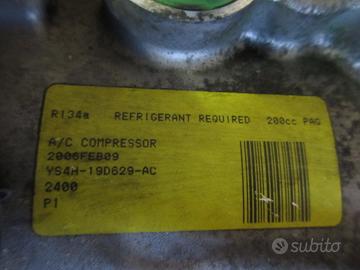 R134a REFRIGERANT REQUIRED 200cc PAG
A/C COMPRESSOR
2006FEB09
YS4H-19D629-AC
2400
P1
subito